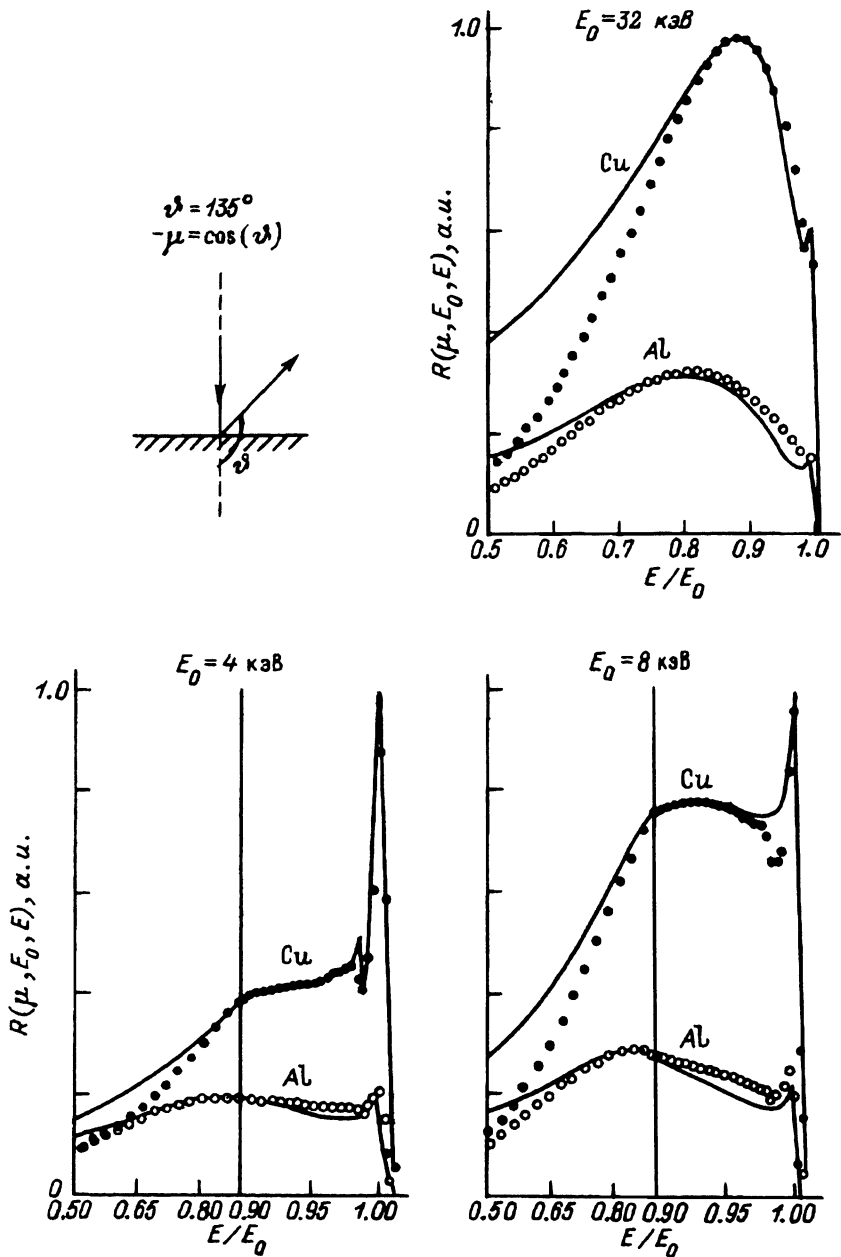 E₀ = 32 кэВ
1.0
Cu
Al
R(μ, E₀, E), a.u.
0
0.5 0.6 0.7 0.8 0.9 1.0
E/E₀
ϑ = 135°
-μ = cos(ϑ)
ϑ
E₀ = 4 кэВ
1.0
Cu
Al
R(μ, E₀, E), a.u.
0
0.50 0.65 0.80 0.90 0.95 1.00
E/E₀
E₀ = 8 кэВ
Cu
Al
0.50 0.65 0.80 0.90 0.95 1.00
E/E₀